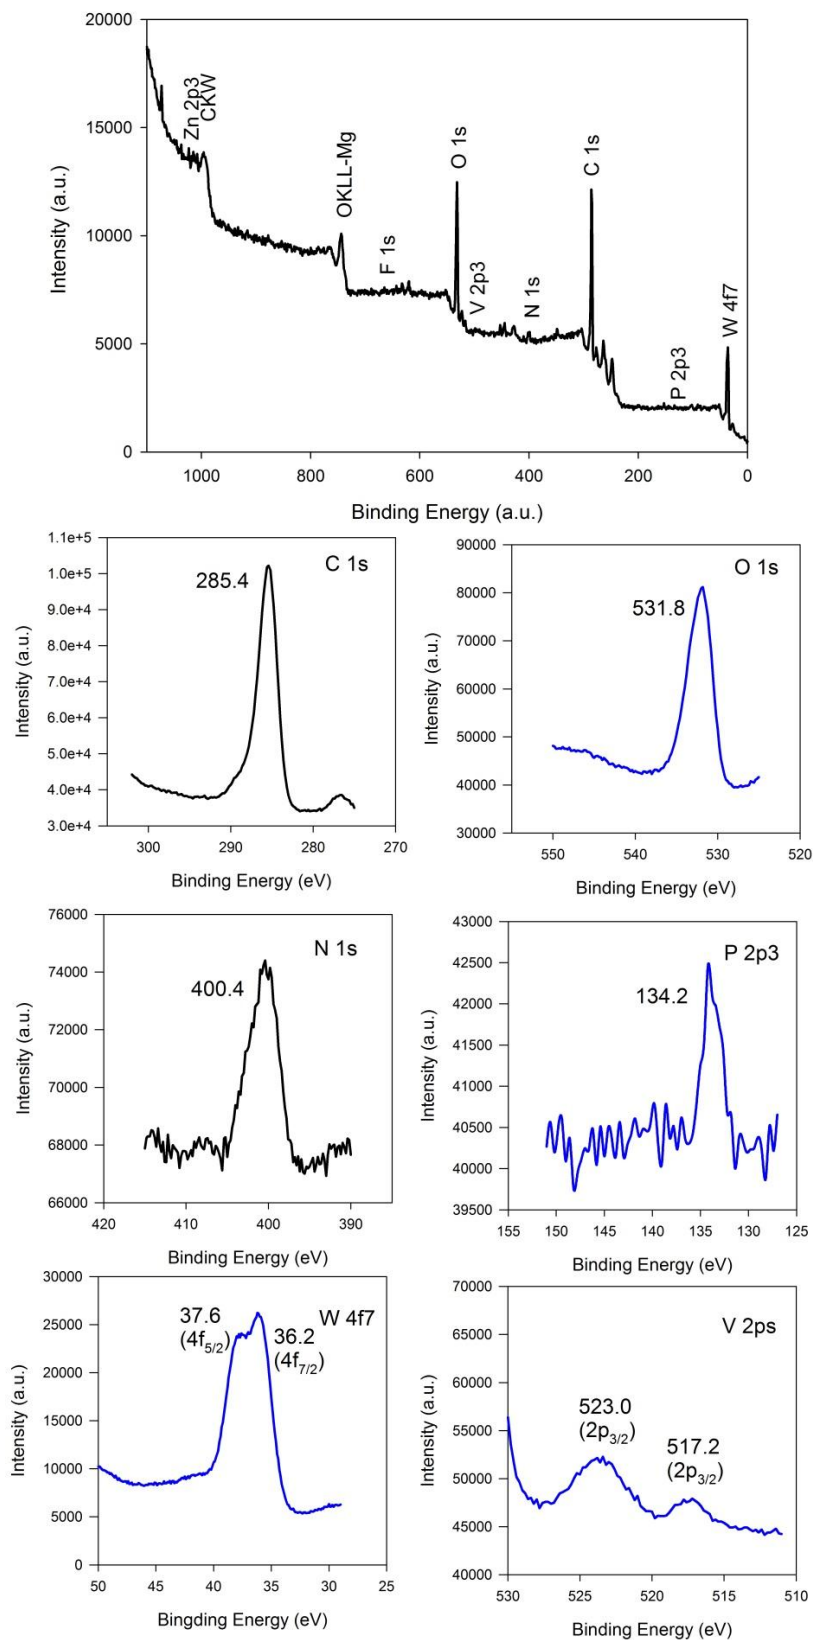 20000
15000
10000
5000
0
Intensity (a.u.)
Zn 2p3
CKW
OKLL-Mg
F 1s
O 1s
V 2p3
N 1s
C 1s
P 2p3
W 4f7
1000 800 600 400 200 0
Binding Energy (a.u.)
1.1e+5
1.0e+5
9.0e+4
8.0e+4
7.0e+4
6.0e+4
5.0e+4
4.0e+4
3.0e+4
Intensity (a.u.)
C 1s
285.4
300 290 280 270
Binding Energy (eV)
90000
80000
70000
60000
50000
40000
30000
Intensity (a.u.)
O 1s
531.8
550 540 530 520
Binding Energy (eV)
76000
74000
72000
70000
68000
66000
Intensity (a.u.)
N 1s
400.4
420 410 400 390
Binding Energy (eV)
43000
42500
42000
41500
41000
40500
40000
39500
Intensity (a.u.)
P 2p3
134.2
155 150 145 140 135 130 125
Binding Energy (eV)
30000
25000
20000
15000
10000
5000
0
Intensity (a.u.)
W 4f7
37.6
(4f5/2)
36.2
(4f7/2)
50 45 40 35 30 25
Bingding Energy (eV)
70000
65000
60000
55000
50000
45000
40000
Intensity (a.u.)
V 2ps
523.0
(2p3/2)
517.2
(2p3/2)
530 525 520 515 510
Binding Energy (eV)